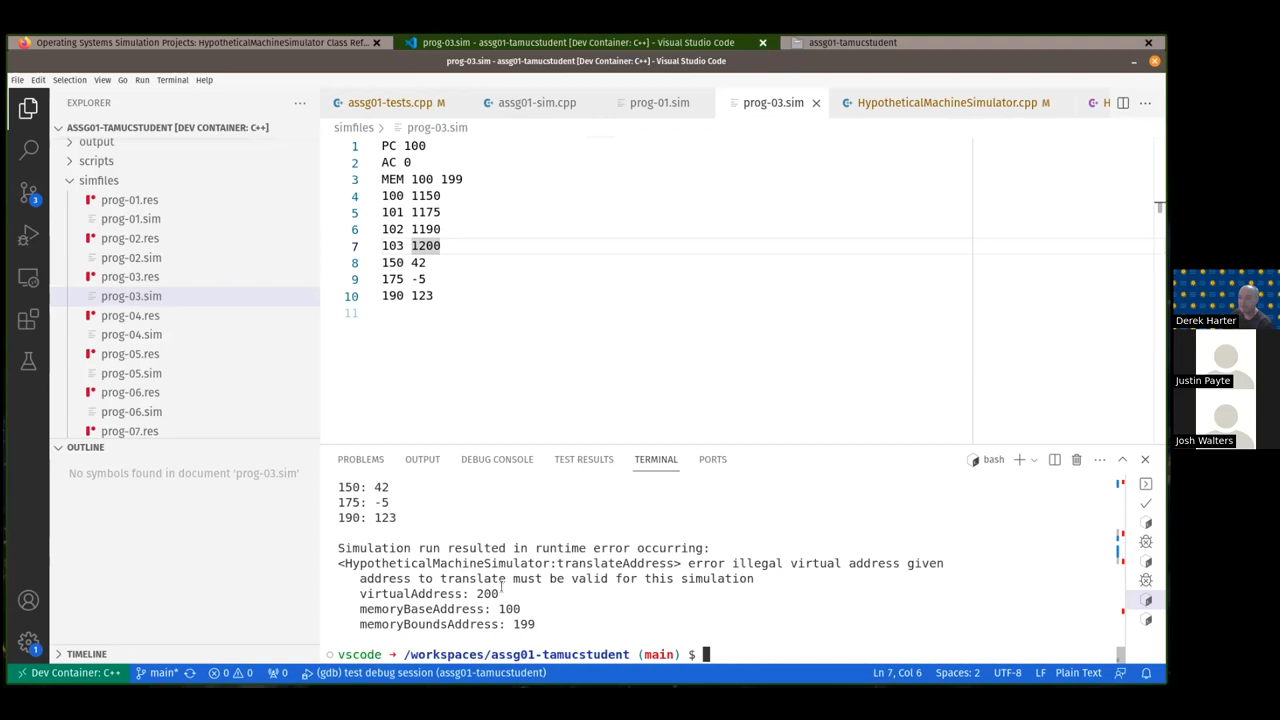 Operating Systems Simulation Projects: HypotheticalMachineSimulator Class Ref...
prog-03.sim - assg01-tamucstudent [Dev Container: C++] - Visual Studio Code
assg01-tamucstudent
prog-03.sim - assg01-tamucstudent [Dev Container: C++] - Visual Studio Code
File Edit Selection View Go Run Terminal Help
EXPLORER
assg01-tests.cpp M
assg01-sim.cpp
prog-01.sim
prog-03.sim
HypotheticalMachineSimulator.cpp M
H
ASSG01-TAMUCSTUDENT [DEV CONTAINER: C++]
output
scripts
simfiles
prog-01.res
prog-01.sim
prog-02.res
prog-02.sim
prog-03.res
prog-03.sim
prog-04.res
prog-04.sim
prog-05.res
prog-05.sim
prog-06.res
prog-06.sim
prog-07.res
OUTLINE
No symbols found in document 'prog-03.sim'
TIMELINE
simfiles > prog-03.sim
1 PC 100
2 AC 0
3 MEM 100 199
4 100 1150
5 101 1175
6 102 1190
7 103 1200
8 150 42
9 175 -5
10 190 123
11
PROBLEMS OUTPUT DEBUG CONSOLE TEST RESULTS TERMINAL PORTS
bash
150: 42
175: -5
190: 123
Simulation run resulted in runtime error occurring:
<HypotheticalMachineSimulator:translateAddress> error illegal virtual address given
address to translate must be valid for this simulation
virtualAddress: 200
memoryBaseAddress: 100
memoryBoundsAddress: 199
vscode → /workspaces/assg01-tamucstudent (main) $
3
1
Dev Container: C++ main* 0 0 0 (gdb) test debug session (assg01-tamucstudent)
Ln 7, Col 6 Spaces: 2 UTF-8 LF Plain Text
Derek Harter
Justin Payte
Josh Walters